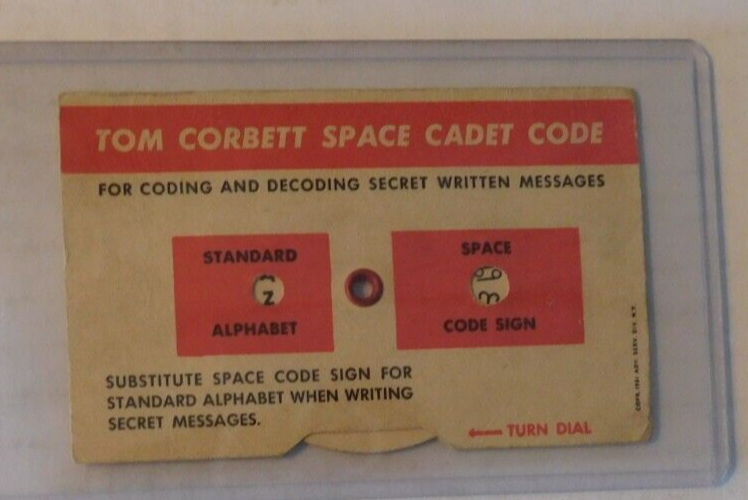 TOM CORBETT SPACE CADET CODE
FOR CODING AND DECODING SECRET WRITTEN MESSAGES
STANDARD
Z
ALPHABET
SPACE
CODE SIGN
SUBSTITUTE SPACE CODE SIGN FOR
STANDARD ALPHABET WHEN WRITING
SECRET MESSAGES.
TURN DIAL